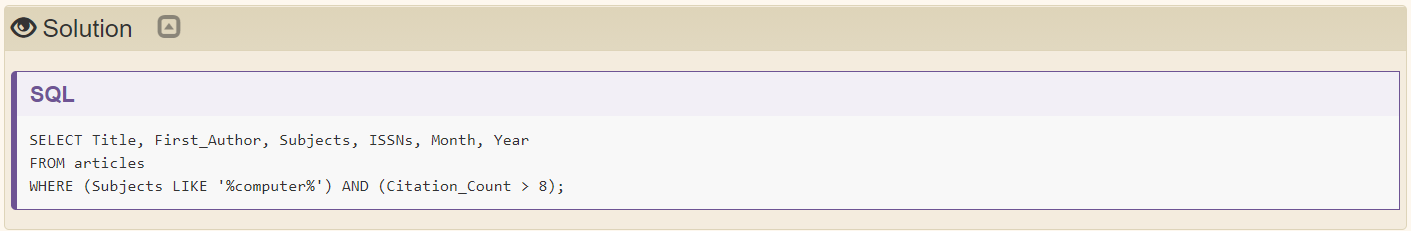 Solution
SQL
SELECT Title, First_Author, Subjects, ISSNs, Month, Year
FROM articles
WHERE (Subjects LIKE '%computer%') AND (Citation_Count > 8);